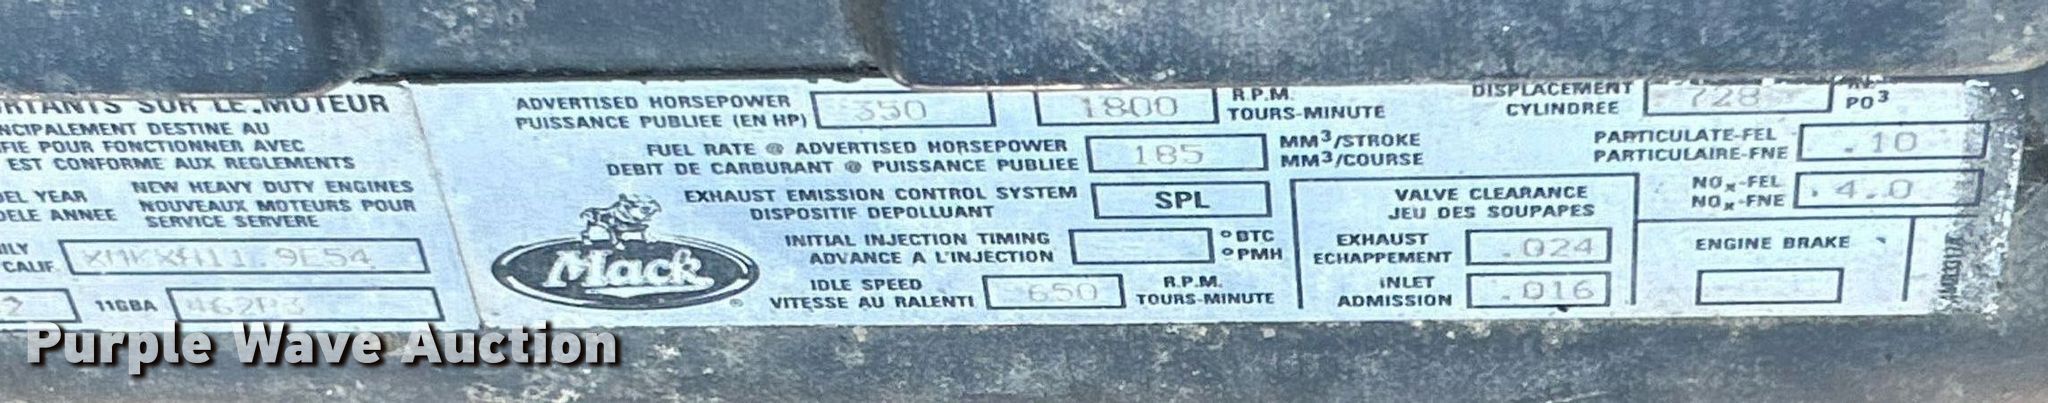 ORTANTS SUR LE MOTEUR
NCIPALEMENT DESTINE AU
FIE POUR FONCTIONNER AVEC
EST CONFORME AUX REGLEMENTS
DEL YEAR NEW HEAVY DUTY ENGINES
DELE ANNEE NOUVEAUX MOTEURS POUR
SERVICE SERVERE
ILY
CALIF.
2 11GBA
Mack ®
ADVERTISED HORSEPOWER 350 1800 R.P.M.
PUISSANCE PUBLIEE (EN HP) TOURS-MINUTE
DISPLACEMENT 728
CYLINDREE PO³
FUEL RATE @ ADVERTISED HORSEPOWER 185 MM³/STROKE
DEBIT DE CARBURANT @ PUISSANCE PUBLIEE MM³/COURSE
PARTICULATE-FEL .10
PARTICULAIRE-FNE
EXHAUST EMISSION CONTROL SYSTEM SPL
DISPOSITIF DEPOLLUANT
VALVE CLEARANCE
JEU DES SOUPAPES
NOx-FEL 4.0
NOx-FNE
INITIAL INJECTION TIMING °BTC
ADVANCE A L'INJECTION °PMH
EXHAUST .024
ECHAPPEMENT
ENGINE BRAKE
IDLE SPEED 650 R.P.M.
VITESSE AU RALENTI TOURS-MINUTE
INLET .016
ADMISSION
Purple Wave Auction